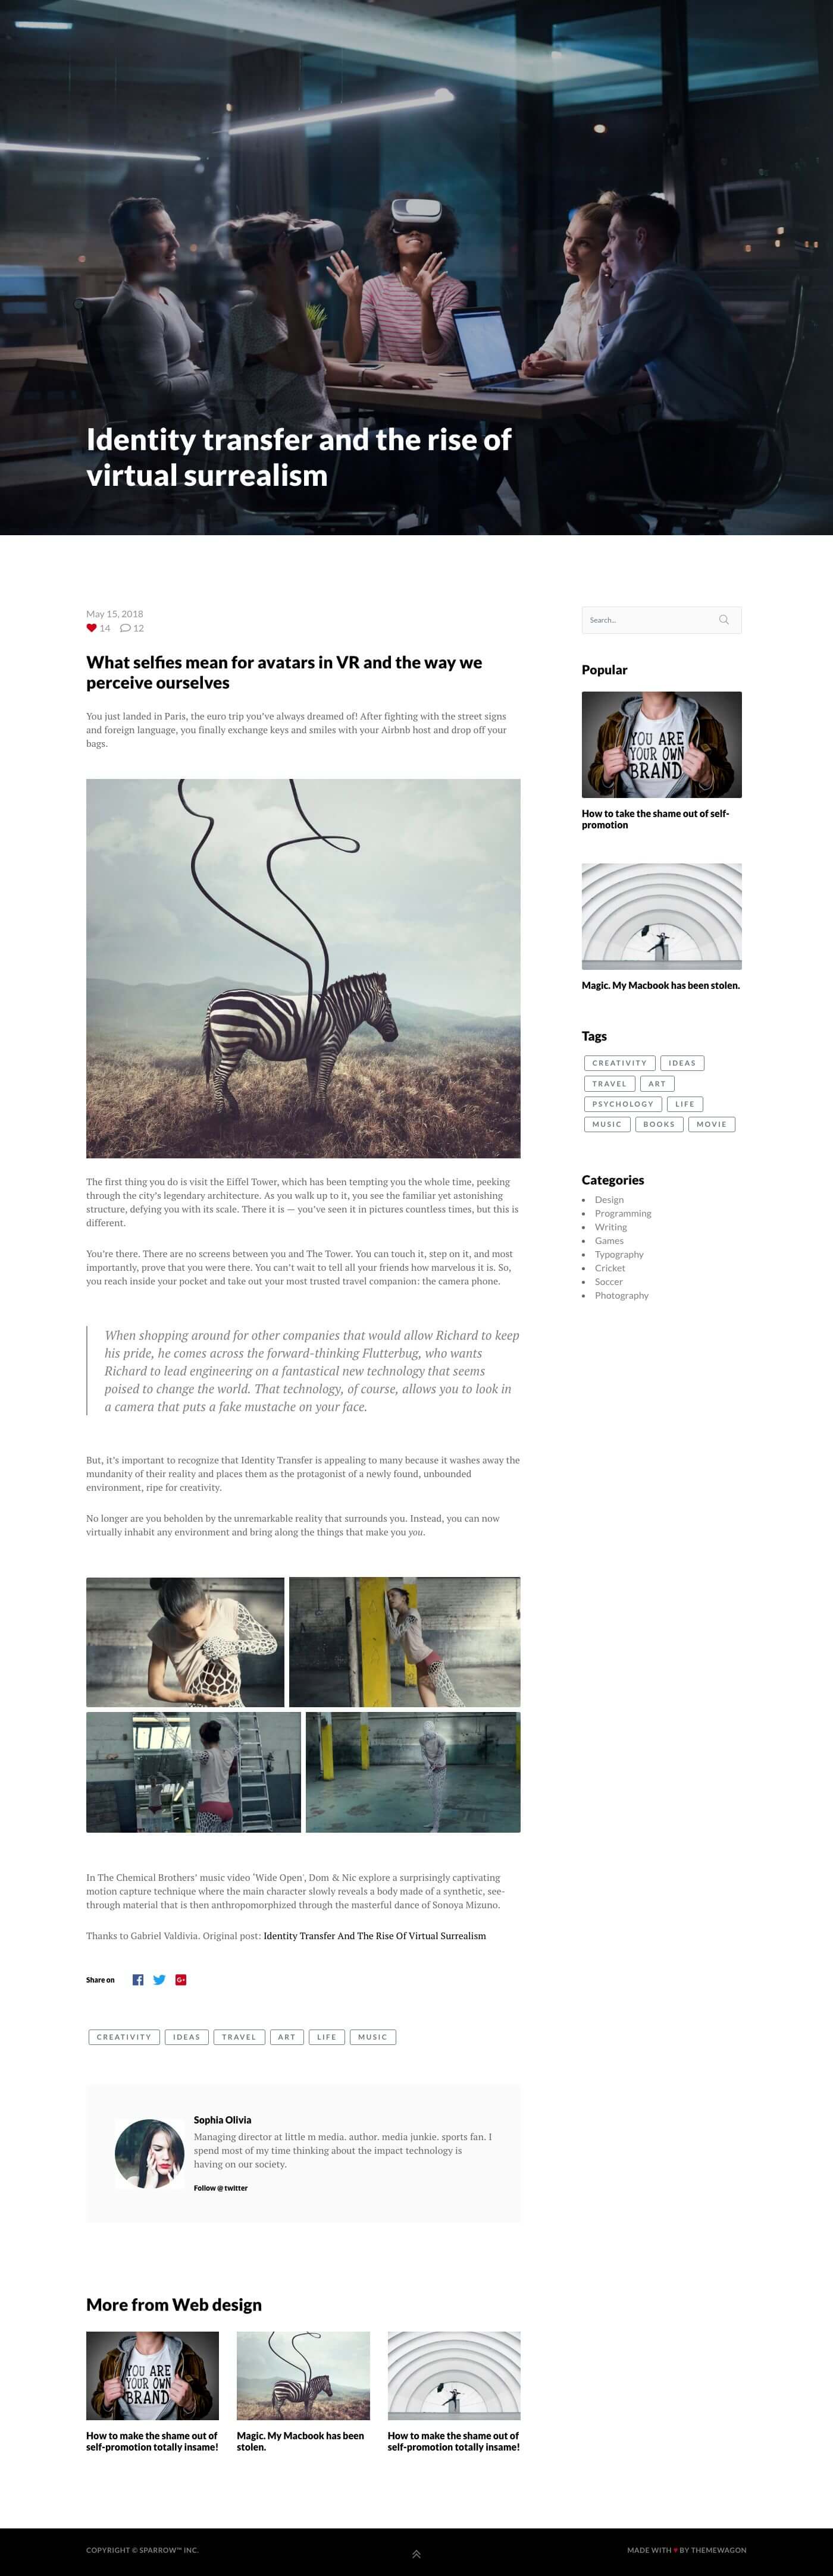 Identity transfer and the rise of
virtual surrealism
May 15, 2018
14 12
What selfies mean for avatars in VR and the way we
perceive ourselves
You just landed in Paris, the euro trip you’ve always dreamed of! After fighting with the street signs
and foreign language, you finally exchange keys and smiles with your Airbnb host and drop off your
bags.
The first thing you do is visit the Eiffel Tower, which has been tempting you the whole time, peeking
through the city’s legendary architecture. As you walk up to it, you see the familiar yet astonishing
structure, defying you with its scale. There it is — you’ve seen it in pictures countless times, but this is
different.
You’re there. There are no screens between you and The Tower. You can touch it, step on it, and most
importantly, prove that you were there. You can’t wait to tell all your friends how marvelous it is. So,
you reach inside your pocket and take out your most trusted travel companion: the camera phone.
When shopping around for other companies that would allow Richard to keep
his pride, he comes across the forward-thinking Flutterbug, who wants
Richard to lead engineering on a fantastical new technology that seems
poised to change the world. That technology, of course, allows you to look in
a camera that puts a fake mustache on your face.
But, it’s important to recognize that Identity Transfer is appealing to many because it washes away the
mundanity of their reality and places them as the protagonist of a newly found, unbounded
environment, ripe for creativity.
No longer are you beholden by the unremarkable reality that surrounds you. Instead, you can now
virtually inhabit any environment and bring along the things that make you you.
In The Chemical Brothers’ music video ‘Wide Open’, Dom & Nic explore a surprisingly captivating
motion capture technique where the main character slowly reveals a body made of a synthetic, see-
through material that is then anthropomorphized through the masterful dance of Sonoya Mizuno.
Thanks to Gabriel Valdivia. Original post: Identity Transfer And The Rise Of Virtual Surrealism
Share on
CREATIVITY IDEAS TRAVEL ART LIFE MUSIC
Sophia Olivia
Managing director at little m media. author. media junkie. sports fan. I
spend most of my time thinking about the impact technology is
having on our society.
Follow @ twitter
More from Web design
YOU ARE
YOUR OWN
BRAND
How to make the shame out of
self-promotion totally insame!
Magic. My Macbook has been
stolen.
How to make the shame out of
self-promotion totally insame!
Search...
Popular
YOU ARE
YOUR OWN
BRAND
How to take the shame out of self-
promotion
Magic. My Macbook has been stolen.
Tags
CREATIVITY IDEAS
TRAVEL ART
PSYCHOLOGY LIFE
MUSIC BOOKS MOVIE
Categories
Design
Programming
Writing
Games
Typography
Cricket
Soccer
Photography
COPYRIGHT © SPARROW™ INC.
MADE WITH ♥ BY THEMEWAGON